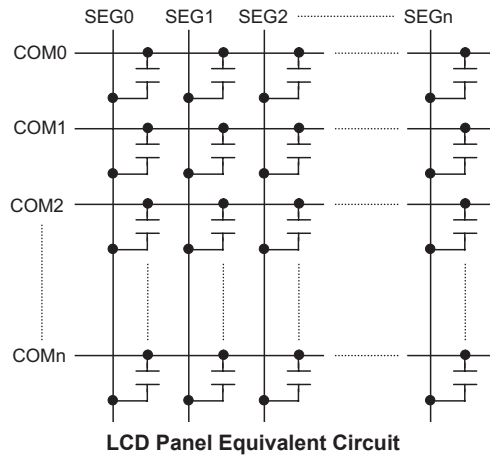 SEG0 SEG1 SEG2 SEGn
COM0
COM1
COM2
COMn
LCD Panel Equivalent Circuit